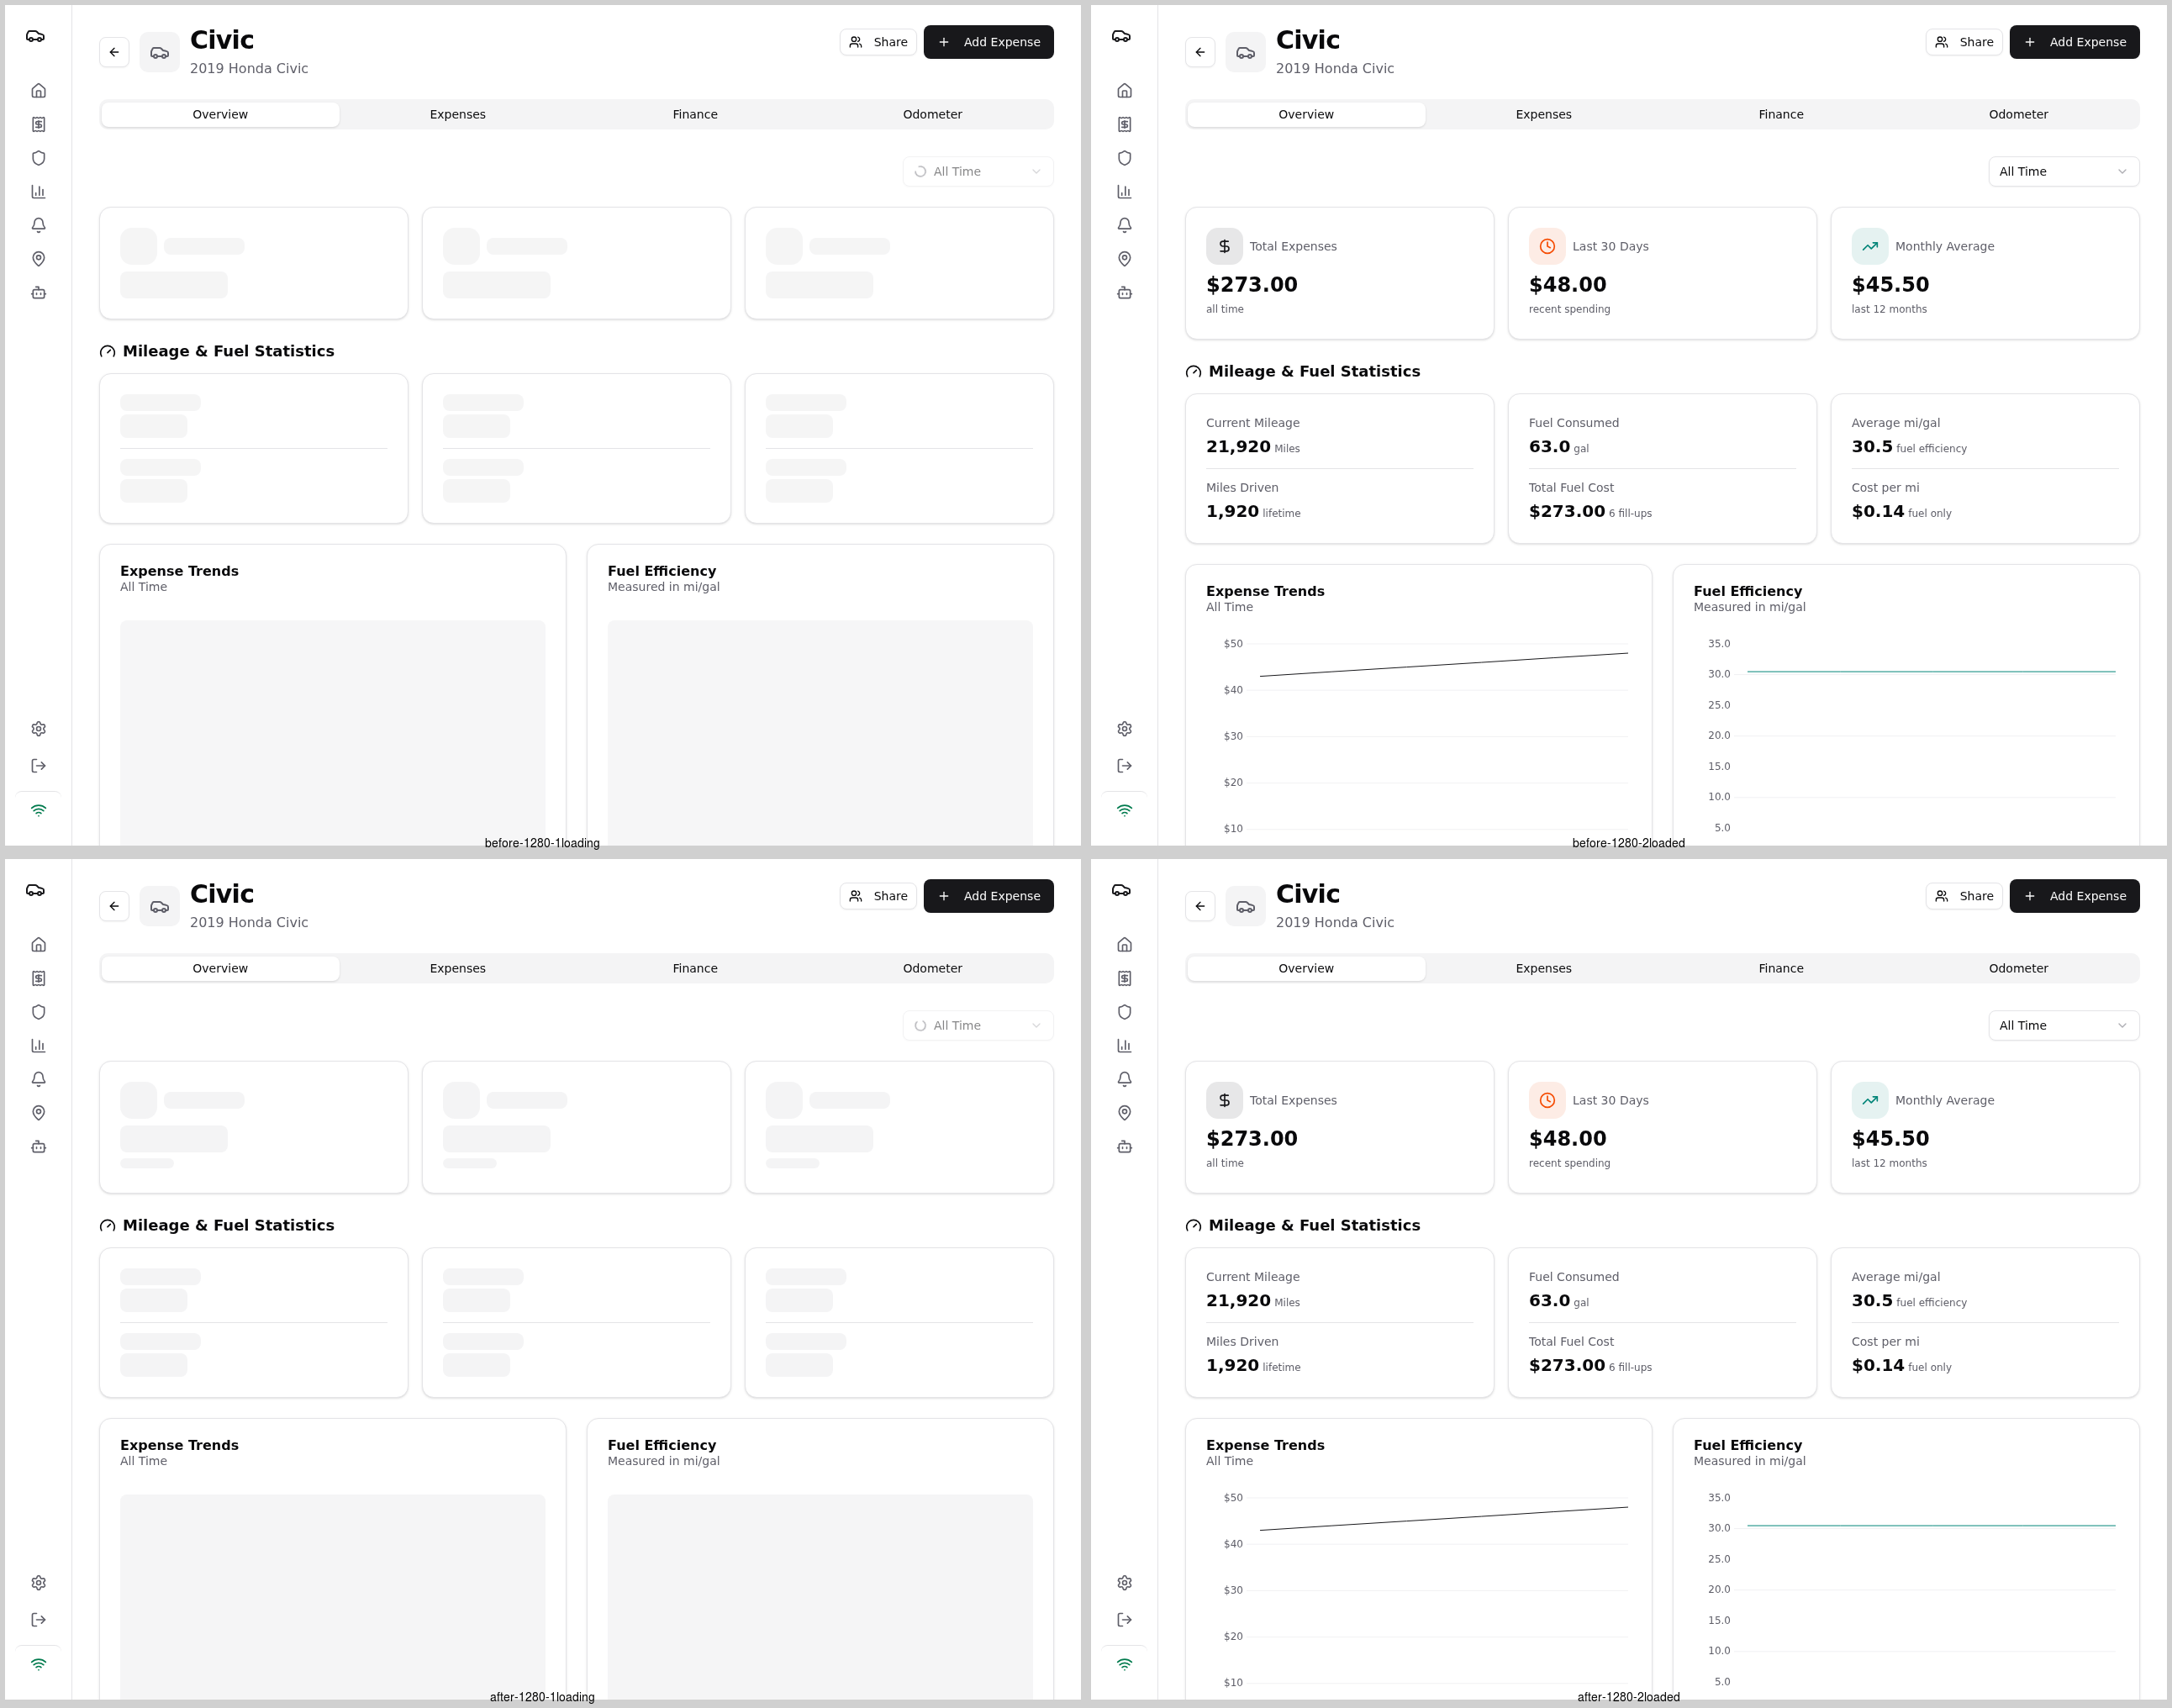 Civic
2019 Honda Civic
Share
Add Expense
Overview
Expenses
Finance
Odometer
All Time
Mileage & Fuel Statistics
Expense Trends
All Time
Fuel Efficiency
Measured in mi/gal
before-1280-1loading
Civic
2019 Honda Civic
Share
Add Expense
Overview
Expenses
Finance
Odometer
All Time
Total Expenses
$273.00
all time
Last 30 Days
$48.00
recent spending
Monthly Average
$45.50
last 12 months
Mileage & Fuel Statistics
Current Mileage
21,920 Miles
Miles Driven
1,920 lifetime
Fuel Consumed
63.0 gal
Total Fuel Cost
$273.00 6 fill-ups
Average mi/gal
30.5 fuel efficiency
Cost per mi
$0.14 fuel only
Expense Trends
All Time
$50
$40
$30
$20
$10
Fuel Efficiency
Measured in mi/gal
35.0
30.0
25.0
20.0
15.0
10.0
5.0
before-1280-2loaded
Civic
2019 Honda Civic
Share
Add Expense
Overview
Expenses
Finance
Odometer
All Time
Mileage & Fuel Statistics
Expense Trends
All Time
Fuel Efficiency
Measured in mi/gal
after-1280-1loading
Civic
2019 Honda Civic
Share
Add Expense
Overview
Expenses
Finance
Odometer
All Time
Total Expenses
$273.00
all time
Last 30 Days
$48.00
recent spending
Monthly Average
$45.50
last 12 months
Mileage & Fuel Statistics
Current Mileage
21,920 Miles
Miles Driven
1,920 lifetime
Fuel Consumed
63.0 gal
Total Fuel Cost
$273.00 6 fill-ups
Average mi/gal
30.5 fuel efficiency
Cost per mi
$0.14 fuel only
Expense Trends
All Time
$50
$40
$30
$20
$10
Fuel Efficiency
Measured in mi/gal
35.0
30.0
25.0
20.0
15.0
10.0
5.0
after-1280-2loaded